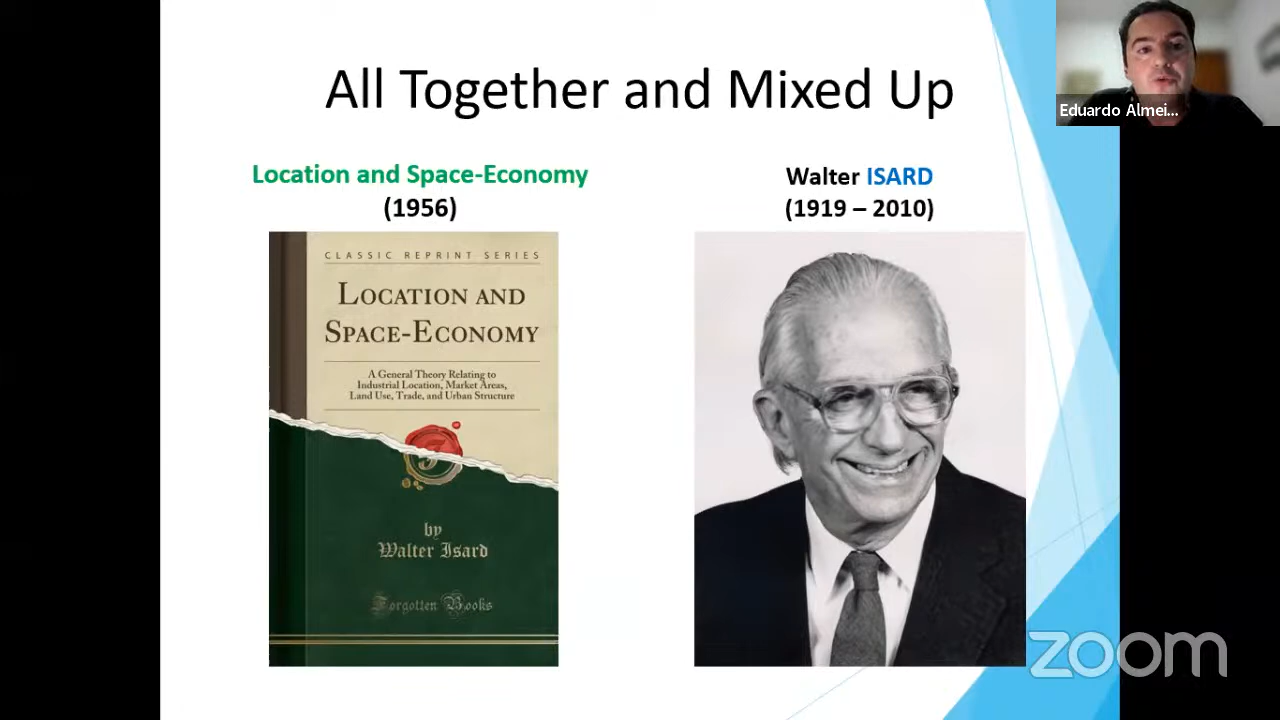 All Together and Mixed Up
Eduardo Almei...
Location and Space-Economy
(1956)
Walter ISARD
(1919 – 2010)
CLASSIC REPRINT SERIES
LOCATION AND
SPACE-ECONOMY
A General Theory Relating to
Industrial Location, Market Areas,
Land Use, Trade, and Urban Structure
by
Walter Isard
Forgotten Books
zoom